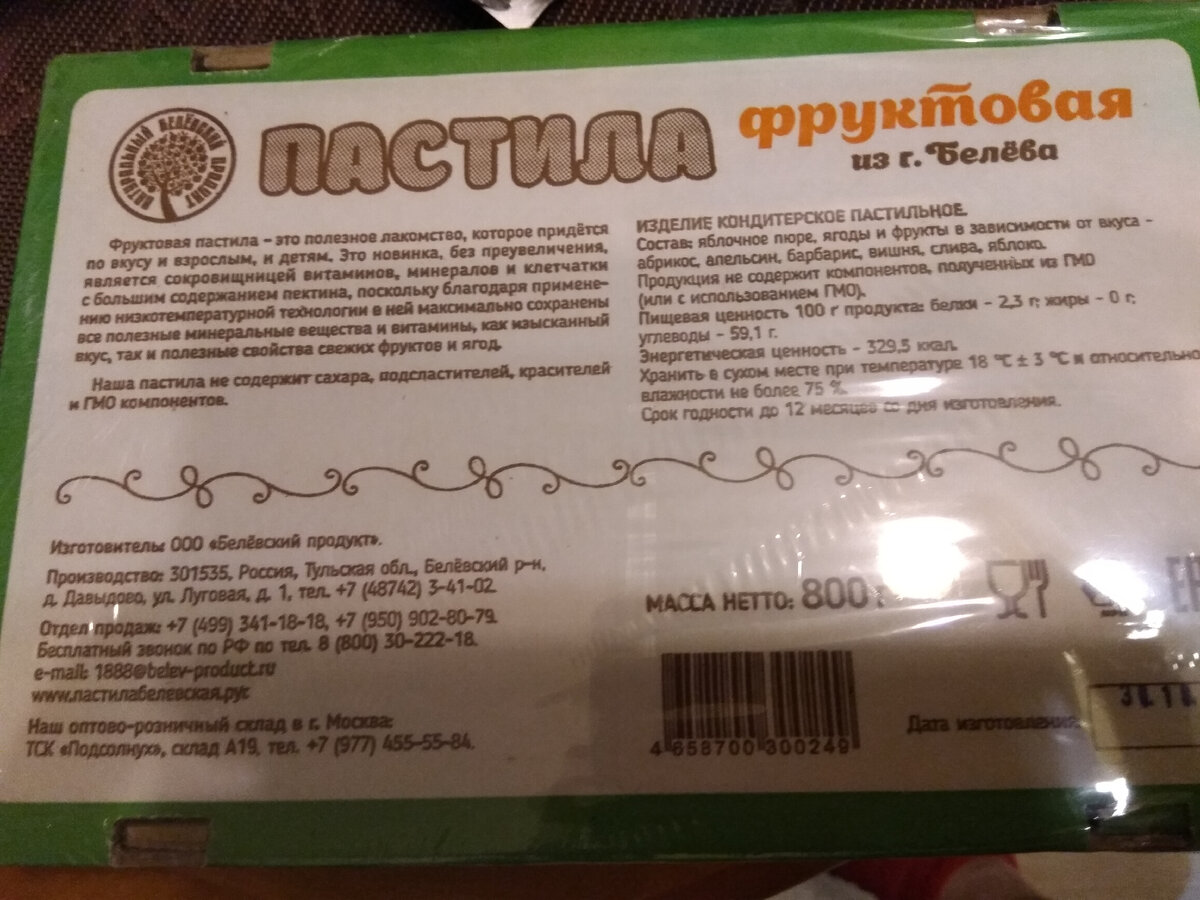 НАТУРАЛЬНЫЙ БЕЛЁВСКИЙ ПРОДУКТ
ПАСТИЛА
фруктовая
из г. Белёва
Фруктовая пастила – это полезное лакомство, которое придётся
по вкусу и взрослым, и детям. Это новинка, без преувеличения,
является сокровищницей витаминов, минералов и клетчатки
с большим содержанием пектина, поскольку благодаря примене-
нию низкотемпературной технологии в ней максимально сохранены
все полезные минеральные вещества и витамины, как изысканный
вкус, так и полезные свойства свежих фруктов и ягод.
Наша пастила не содержит сахара, подсластителей, красителей
и ГМО компонентов.
ИЗДЕЛИЕ КОНДИТЕРСКОЕ ПАСТИЛЬНОЕ.
Состав: яблочное пюре, ягоды и фрукты в зависимости от вкуса –
абрикос, апельсин, барбарис, вишня, слива, яблоко.
Продукция не содержит компонентов, полученных из ГМО
(или с использованием ГМО).
Пищевая ценность 100 г продукта: белки – 2,3 г; жиры – 0 г;
углеводы – 59,1 г.
Энергетическая ценность – 329,5 ккал.
Хранить в сухом месте при температуре 18 °С ± 3 °С и относительно
влажности не более 75 %.
Срок годности до 12 месяцев со дня изготовления.
Изготовитель: ООО «Белёвский продукт».
Производство: 301535, Россия, Тульская обл., Белёвский р-н,
д. Давыдово, ул. Луговая, д. 1, тел. +7 (48742) 3-41-02.
Отдел продаж: +7 (499) 341-18-18, +7 (950) 902-80-79.
Бесплатный звонок по РФ по тел. 8 (800) 30-222-18.
e-mail: 1888@belev-product.ru
www.пастилабелевская.рус
Наш оптово-розничный склад в г. Москва:
ТСК «Подсолнух», склад А19, тел. +7 (977) 455-55-84.
МАССА НЕТТО: 800 г
4 658700 300249
Дата изготовления: